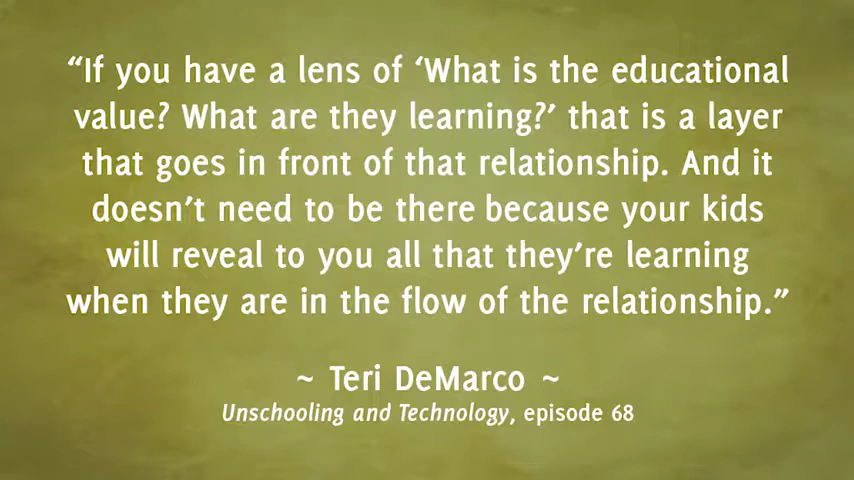 “If you have a lens of ‘What is the educational
value? What are they learning?’ that is a layer
that goes in front of that relationship. And it
doesn’t need to be there because your kids
will reveal to you all that they’re learning
when they are in the flow of the relationship.”
~ Teri DeMarco ~
Unschooling and Technology, episode 68